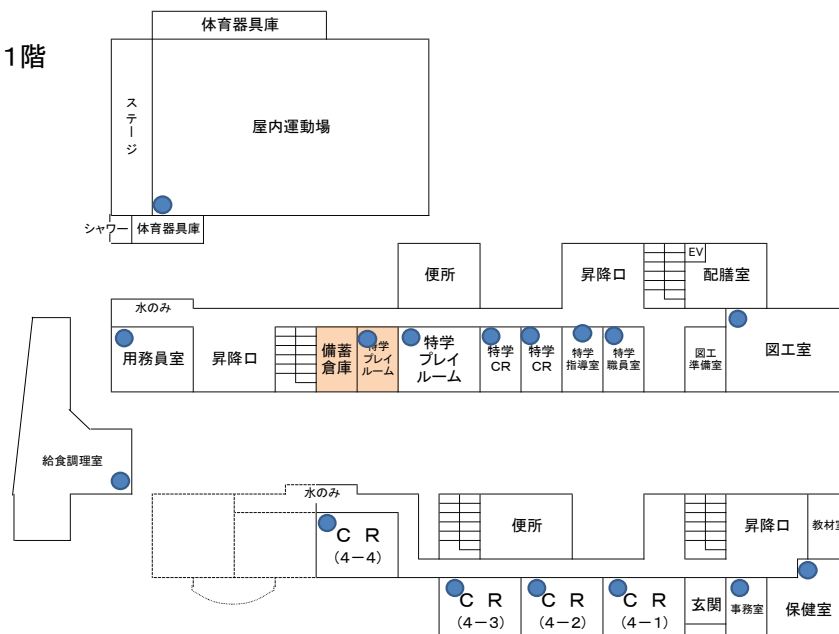 1階
体育器具庫
ステージ
屋内運動場
シャワー
体育器具庫
便所
昇降口
EV
配膳室
水のみ
用務員室
昇降口
備蓄
倉庫
特学
プレイ
ルーム
特学
プレイ
ルーム
特学
CR
特学
CR
特学
指導室
特学
職員室
図工
準備室
図工室
給食調理室
水のみ
CR
(4-4)
便所
昇降口
教材室
CR
(4-3)
CR
(4-2)
CR
(4-1)
玄関
事務室
保健室